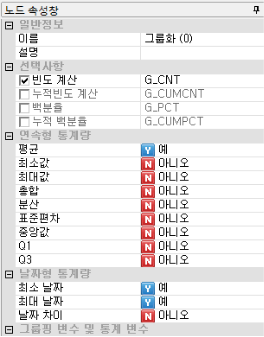 노드 속성창
일반정보
이름 그룹화 (0)
설명
선택사항
빈도 계산 G_CNT
누적빈도 계산 G_CUMCNT
백분율 G_PCT
누적 백분율 G_CUMPCT
연속형 통계량
평균 Y 예
최소값 N 아니오
최대값 N 아니오
총합 N 아니오
분산 N 아니오
표준편차 N 아니오
중앙값 N 아니오
Q1 N 아니오
Q3 N 아니오
날짜형 통계량
최소 날짜 Y 예
최대 날짜 Y 예
날짜 차이 N 아니오
그룹핑 변수 및 통계 변수